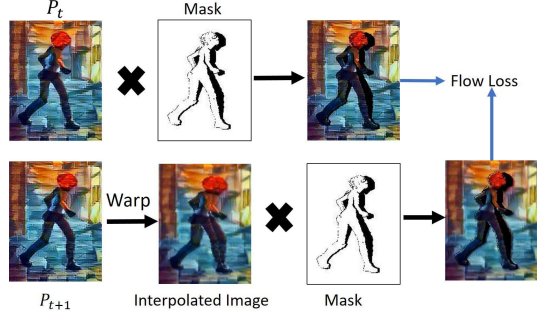 P_t
Mask
Flow Loss
Warp
P_{t+1}
Interpolated Image
Mask